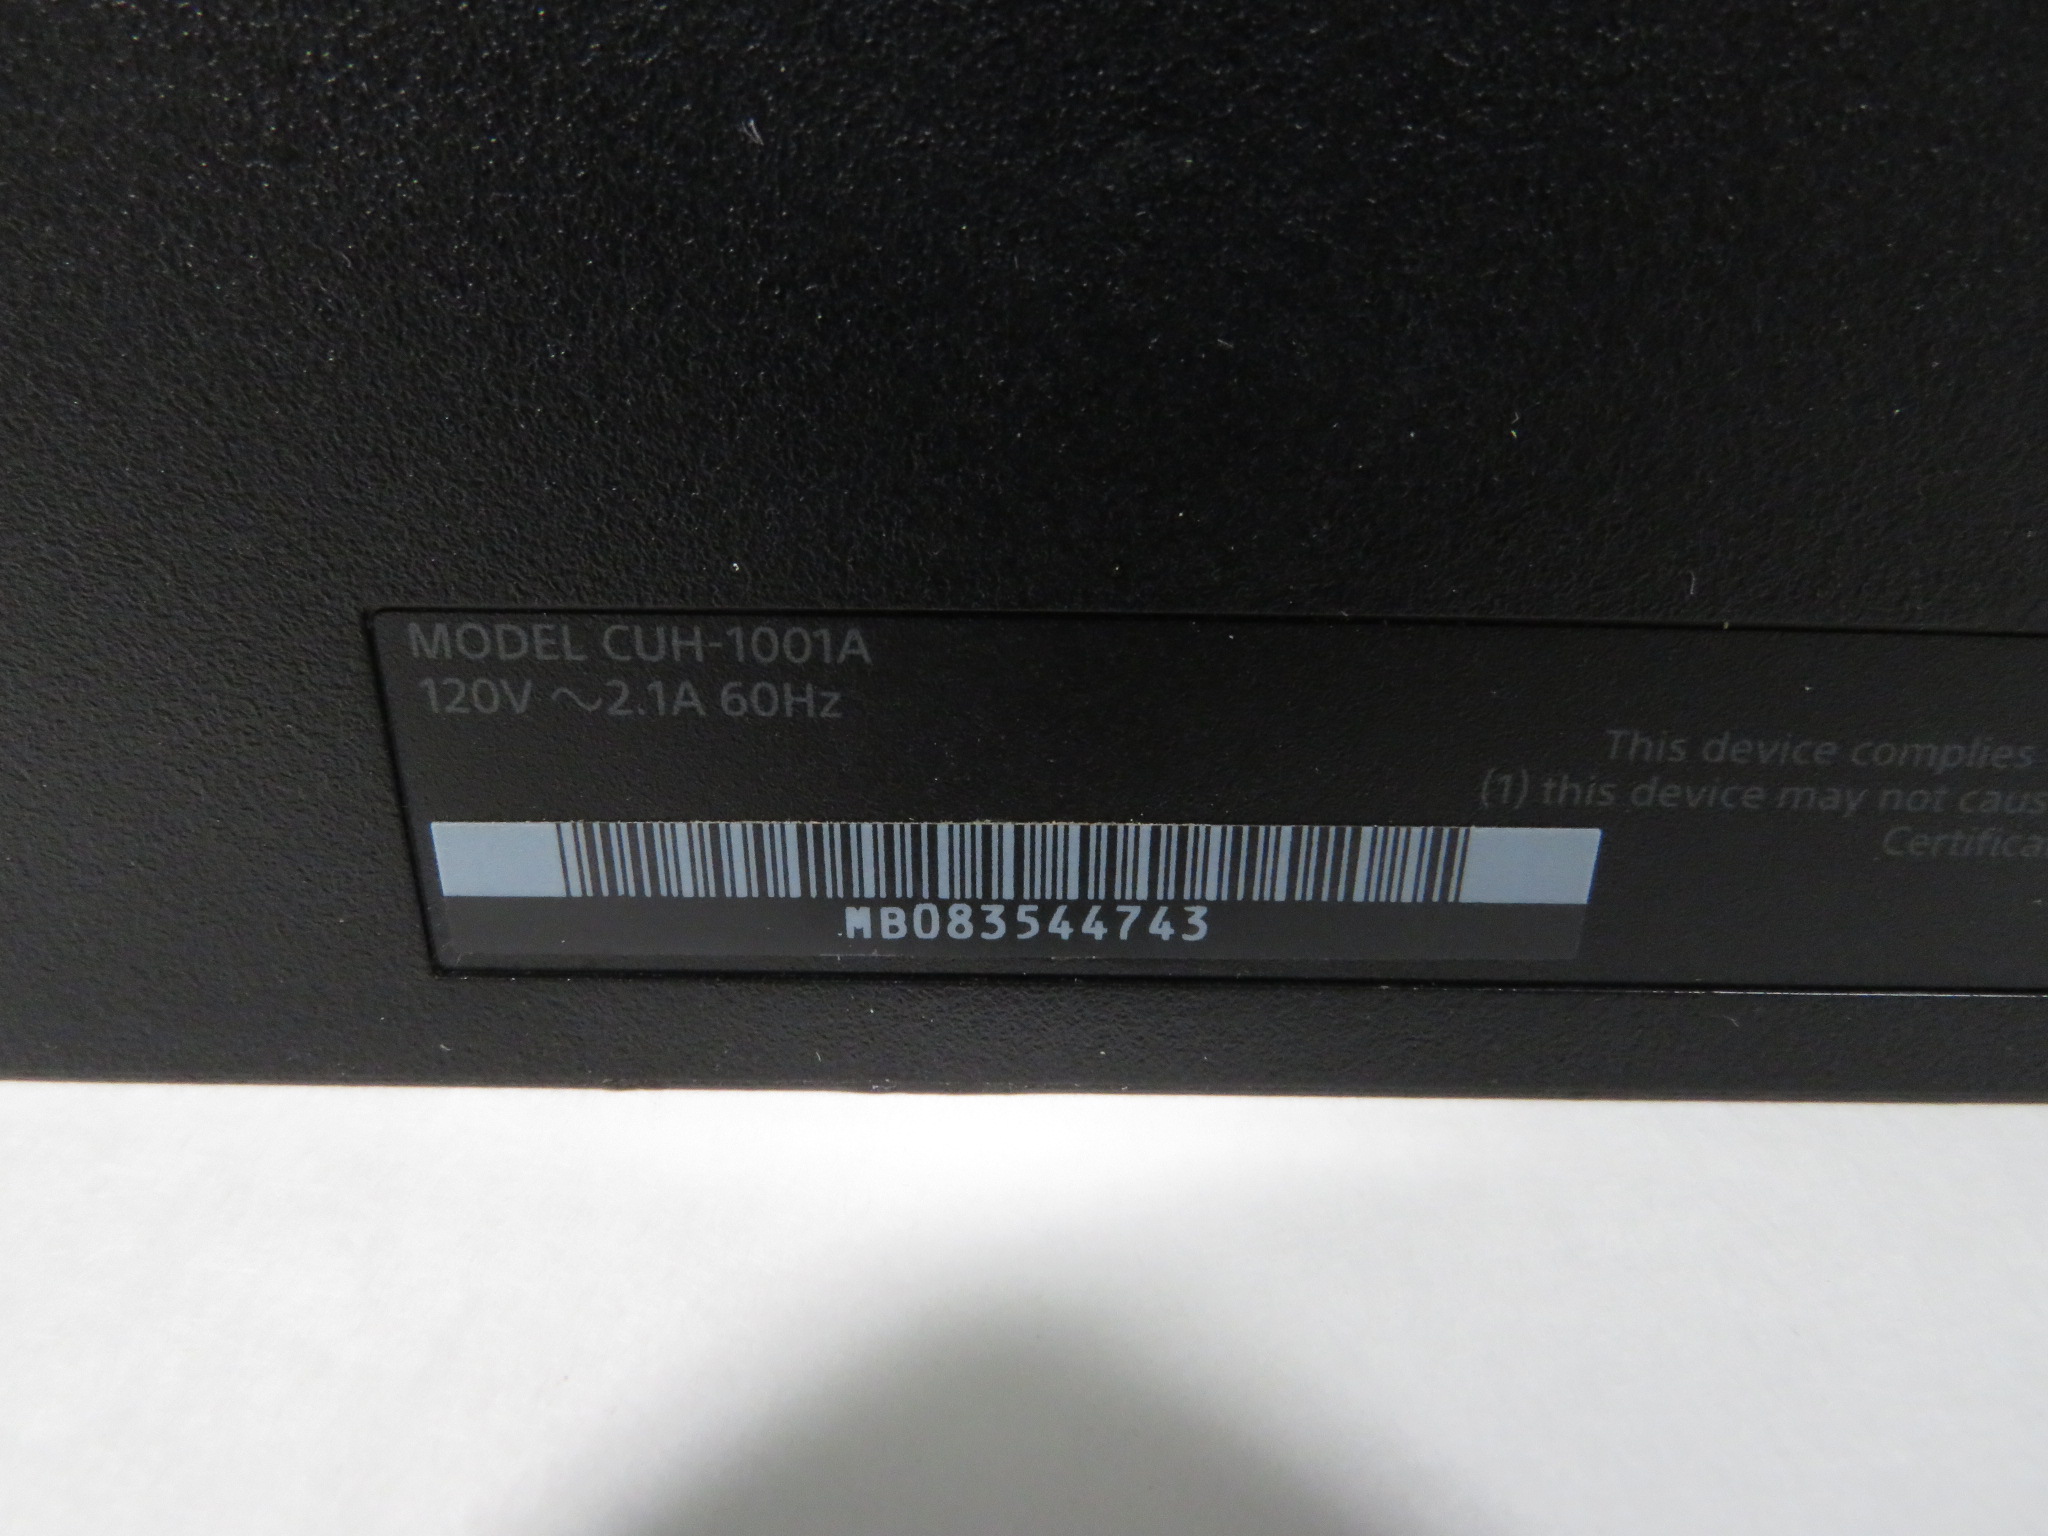 MODEL CUH-1001A
120V ～2.1A 60Hz
This device complies
(1) this device may not caus
Certifica
MB083544743